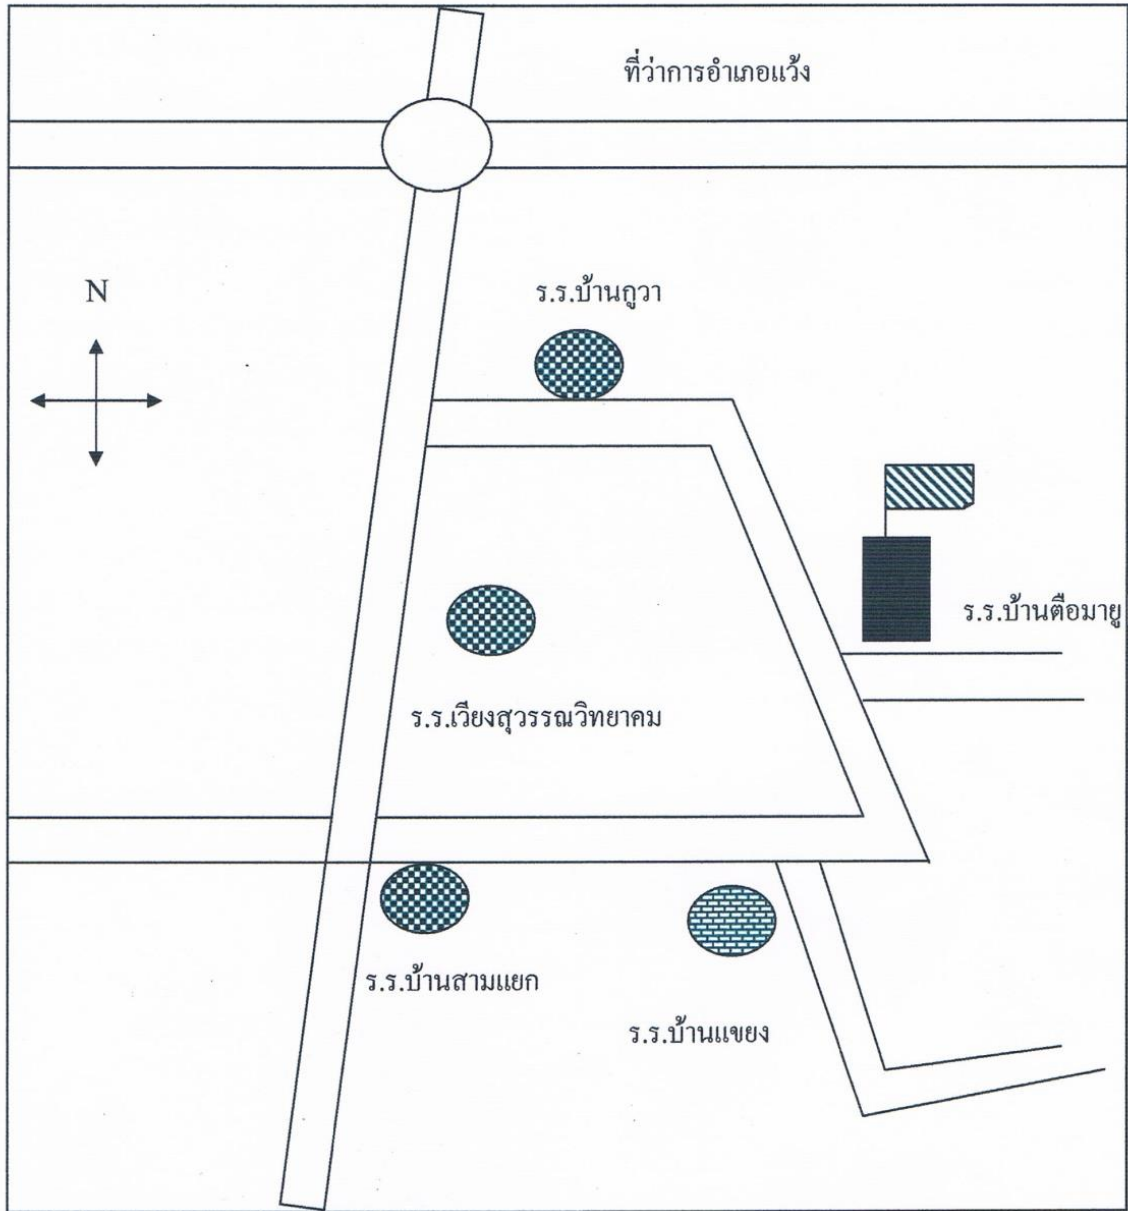 ที่ว่าการอำเภอแว้ง
N
ร.ร.บ้านกูวา
ร.ร.บ้านตือมายู
ร.ร.เวียงสุวรรณวิทยาคม
ร.ร.บ้านสามแยก
ร.ร.บ้านแขยง